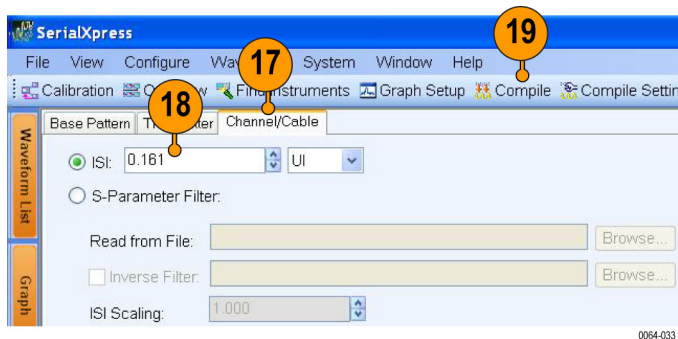 SerialXpress
19
File View Configure 17 System Window Help
Calibration Instruments Graph Setup Compile Compile Settin
18
Base Pattern Channel/Cable
Waveform List
ISI: 0.161 UI
S-Parameter Filter:
Read from File: Browse...
Inverse Filter: Browse...
Graph
ISI Scaling: 1.000
0064-033